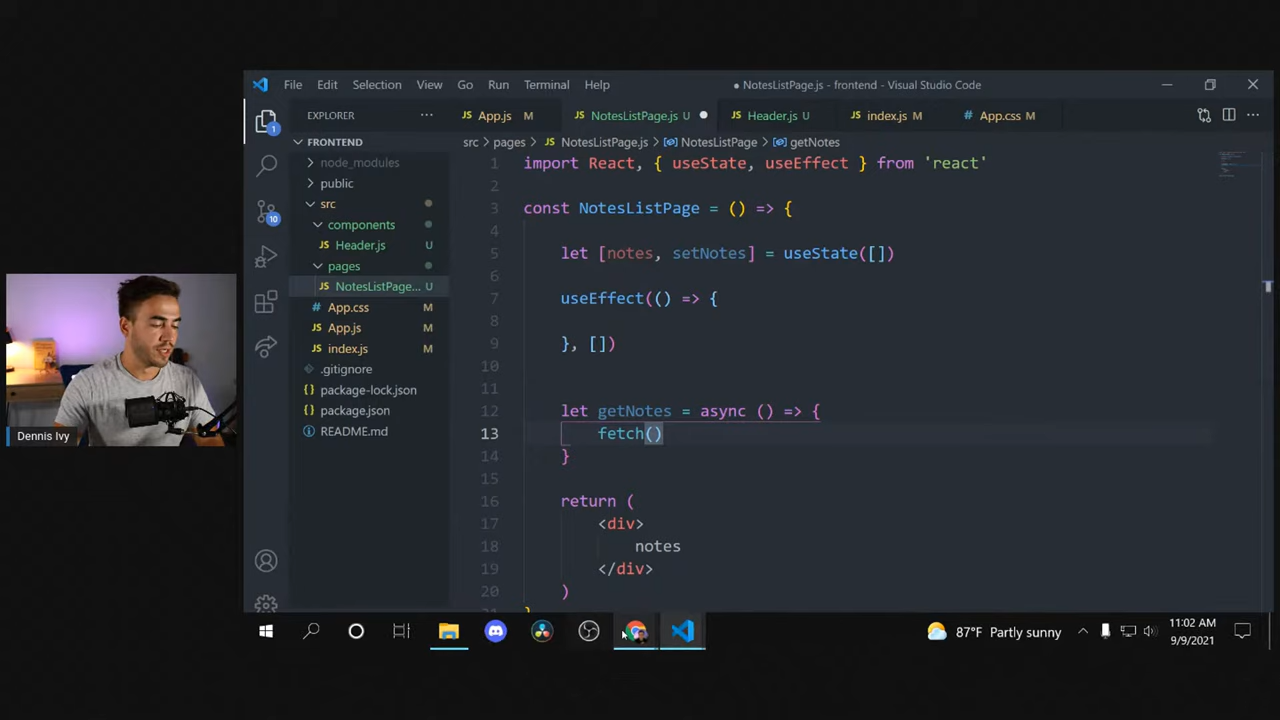 File Edit Selection View Go Run Terminal Help
● NotesListPage.js - frontend - Visual Studio Code
EXPLORER
App.js M
NotesListPage.js U
Header.js U
index.js M
App.css M
src > pages > NotesListPage.js > NotesListPage > getNotes
FRONTEND
node_modules
public
src
components
Header.js U
pages
NotesListPage... U
App.css M
App.js M
index.js M
.gitignore
package-lock.json
package.json
README.md
1
10
1 import React, { useState, useEffect } from 'react'
2
3 const NotesListPage = () => {
4
5 let [notes, setNotes] = useState([])
6
7 useEffect(() => {
8
9 }, [])
10
11
12 let getNotes = async () => {
13 fetch()
14 }
15
16 return (
17 <div>
18 notes
19 </div>
20 )
21 }
Dennis Ivy
87°F Partly sunny
11:02 AM
9/9/2021